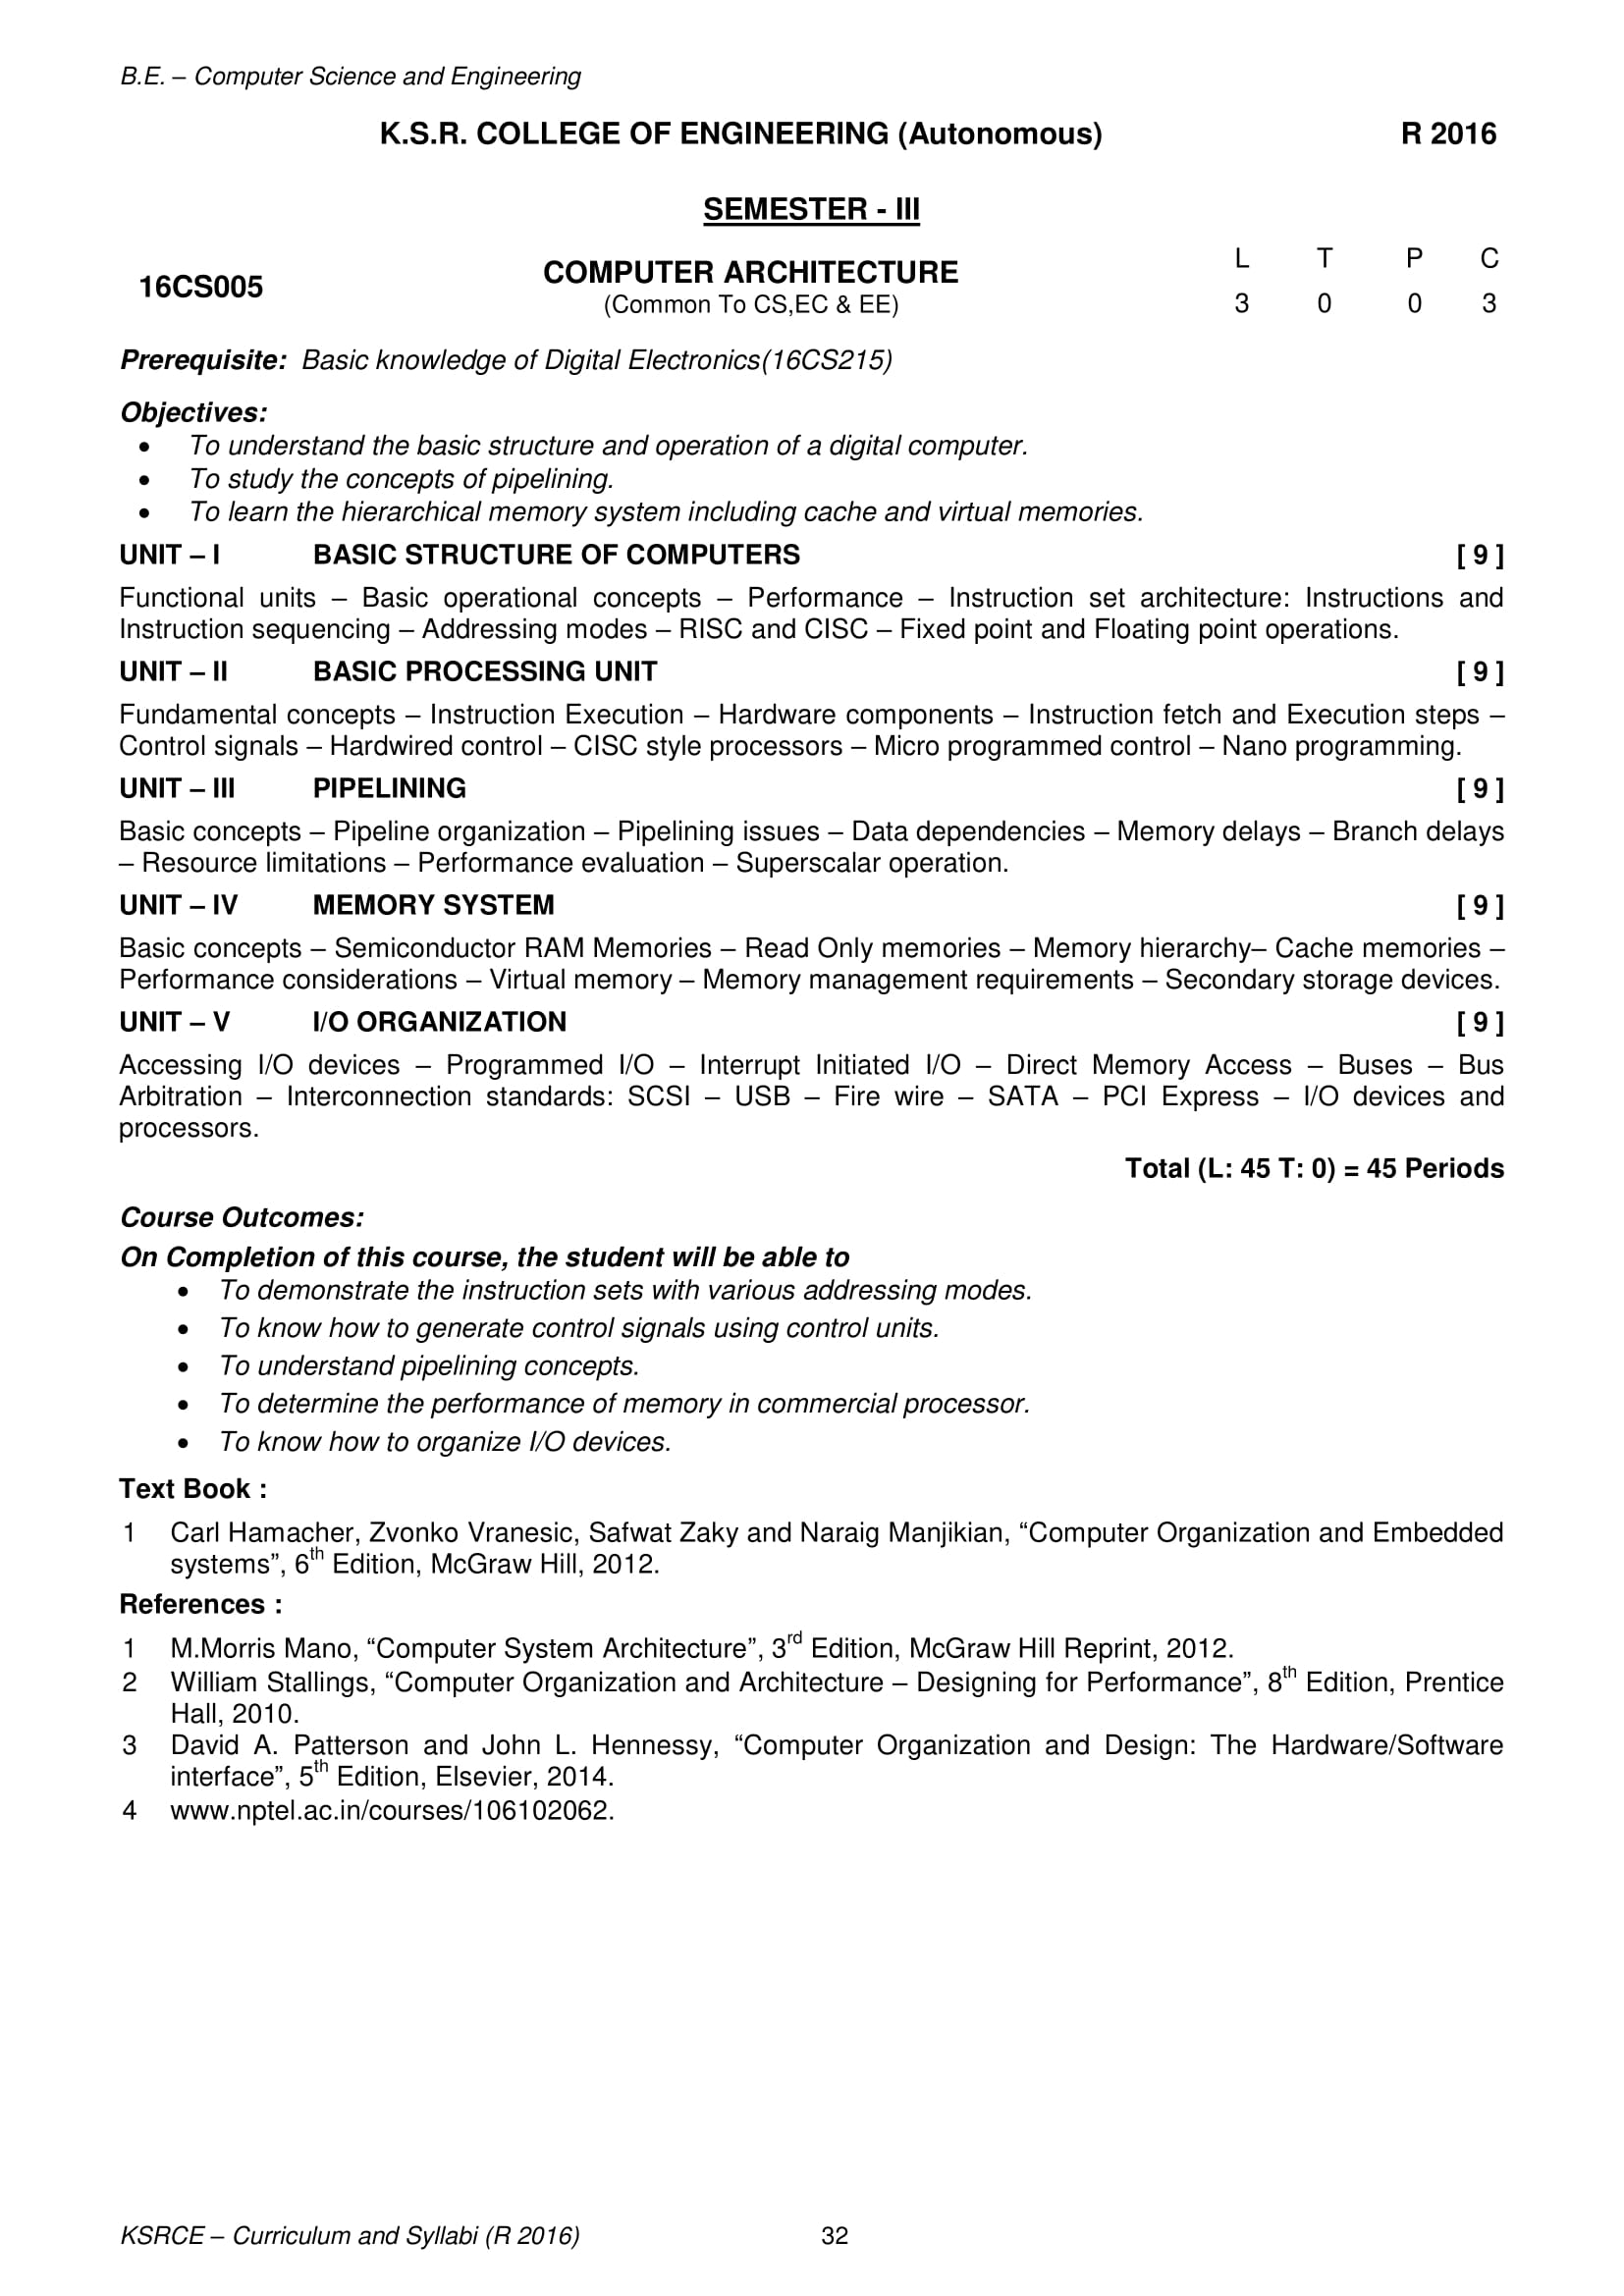 B.E. – Computer Science and Engineering
K.S.R. COLLEGE OF ENGINEERING (Autonomous) R 2016
SEMESTER - III
16CS005 COMPUTER ARCHITECTURE L T P C
(Common To CS,EC & EE) 3 0 0 3
Prerequisite: Basic knowledge of Digital Electronics(16CS215)
Objectives:
• To understand the basic structure and operation of a digital computer.
• To study the concepts of pipelining.
• To learn the hierarchical memory system including cache and virtual memories.
UNIT – I BASIC STRUCTURE OF COMPUTERS [ 9 ]
Functional units – Basic operational concepts – Performance – Instruction set architecture: Instructions and
Instruction sequencing – Addressing modes – RISC and CISC – Fixed point and Floating point operations.
UNIT – II BASIC PROCESSING UNIT [ 9 ]
Fundamental concepts – Instruction Execution – Hardware components – Instruction fetch and Execution steps –
Control signals – Hardwired control – CISC style processors – Micro programmed control – Nano programming.
UNIT – III PIPELINING [ 9 ]
Basic concepts – Pipeline organization – Pipelining issues – Data dependencies – Memory delays – Branch delays
– Resource limitations – Performance evaluation – Superscalar operation.
UNIT – IV MEMORY SYSTEM [ 9 ]
Basic concepts – Semiconductor RAM Memories – Read Only memories – Memory hierarchy– Cache memories –
Performance considerations – Virtual memory – Memory management requirements – Secondary storage devices.
UNIT – V I/O ORGANIZATION [ 9 ]
Accessing I/O devices – Programmed I/O – Interrupt Initiated I/O – Direct Memory Access – Buses – Bus
Arbitration – Interconnection standards: SCSI – USB – Fire wire – SATA – PCI Express – I/O devices and
processors.
Total (L: 45 T: 0) = 45 Periods
Course Outcomes:
On Completion of this course, the student will be able to
• To demonstrate the instruction sets with various addressing modes.
• To know how to generate control signals using control units.
• To understand pipelining concepts.
• To determine the performance of memory in commercial processor.
• To know how to organize I/O devices.
Text Book :
1 Carl Hamacher, Zvonko Vranesic, Safwat Zaky and Naraig Manjikian, “Computer Organization and Embedded
systems”, 6th Edition, McGraw Hill, 2012.
References :
1 M.Morris Mano, “Computer System Architecture”, 3rd Edition, McGraw Hill Reprint, 2012.
2 William Stallings, “Computer Organization and Architecture – Designing for Performance”, 8th Edition, Prentice
Hall, 2010.
3 David A. Patterson and John L. Hennessy, “Computer Organization and Design: The Hardware/Software
interface”, 5th Edition, Elsevier, 2014.
4 www.nptel.ac.in/courses/106102062.
KSRCE – Curriculum and Syllabi (R 2016) 32